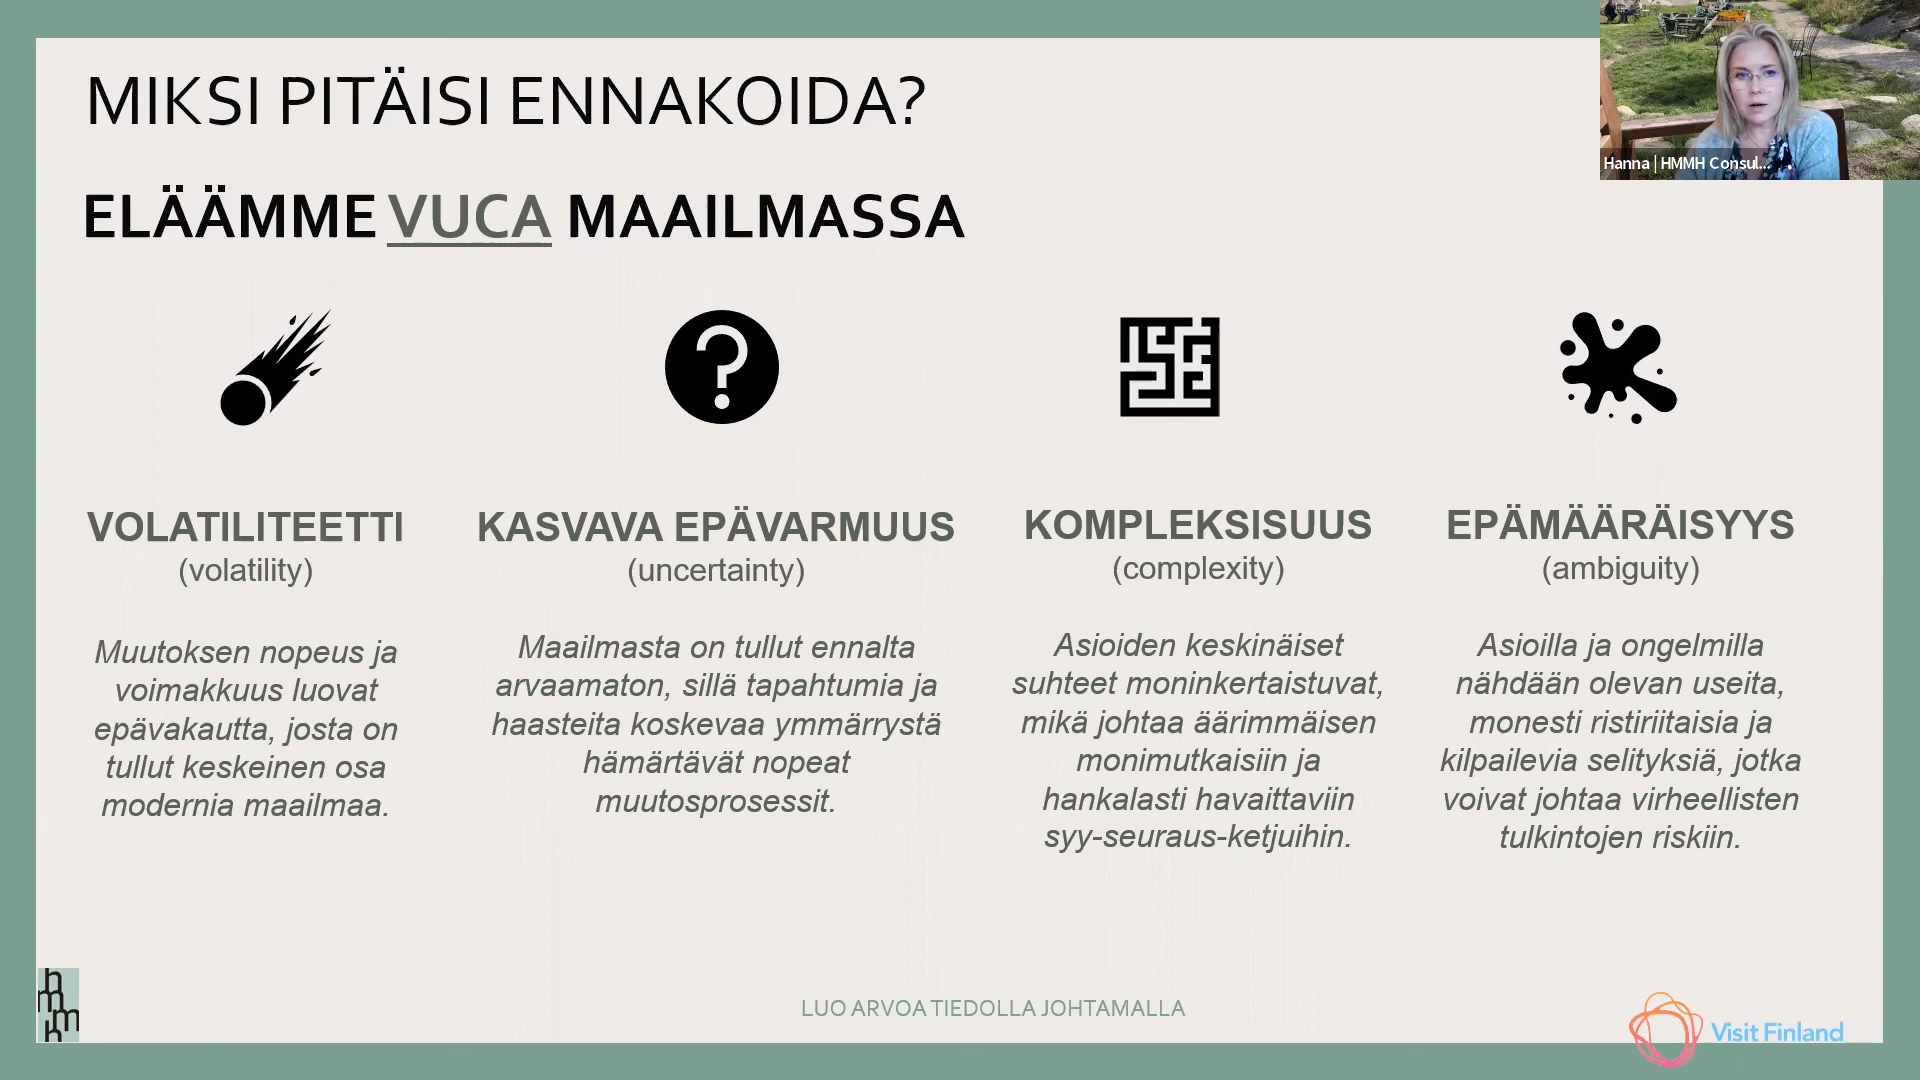 MIKSI PITÄISI ENNAKOIDA?
Hanna | HMMH Consul...
ELÄÄMME VUCA MAAILMASSA
VOLATILITEETTI
(volatility)
Muutoksen nopeus ja
voimakkuus luovat
epävakautta, josta on
tullut keskeinen osa
modernia maailmaa.
KASVAVA EPÄVARMUUS
(uncertainty)
Maailmasta on tullut ennalta
arvaamaton, sillä tapahtumia ja
haasteita koskevaa ymmärrystä
hämärtävät nopeat
muutosprosessit.
KOMPLEKSISUUS
(complexity)
Asioiden keskinäiset
suhteet moninkertaistuvat,
mikä johtaa äärimmäisen
monimutkaisiin ja
hankalasti havaittaviin
syy-seuraus-ketjuihin.
EPÄMÄÄRÄISYYS
(ambiguity)
Asioilla ja ongelmilla
nähdään olevan useita,
monesti ristiriitaisia ja
kilpailevia selityksiä, jotka
voivat johtaa virheellisten
tulkintojen riskiin.
h
m
m
h
LUO ARVOA TIEDOLLA JOHTAMALLA
Visit Finland